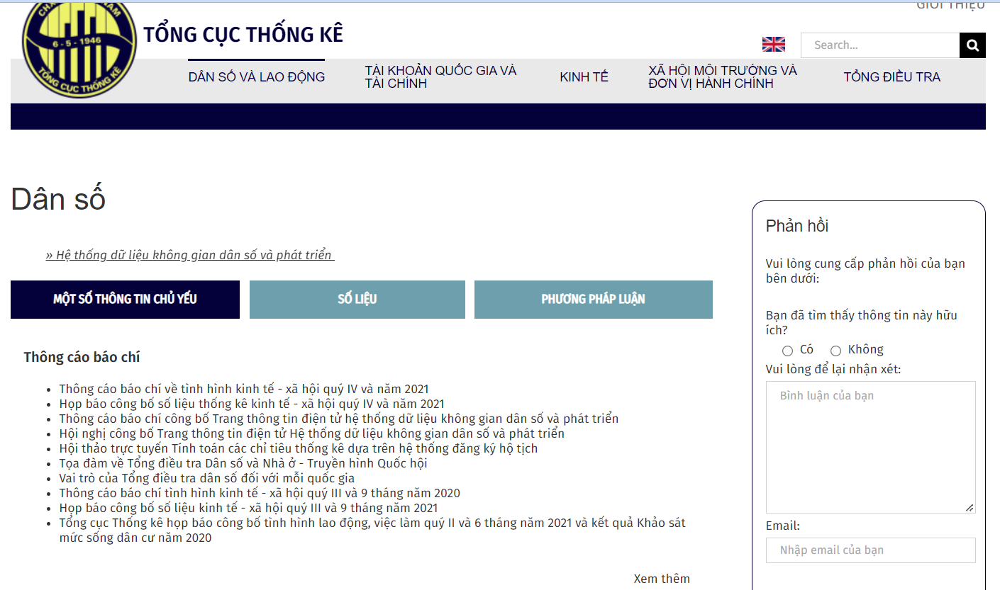 GIỚI THIỆU
NAM
6-5-1946
TỔNG CỤC THỐNG KÊ
TỔNG CỤC THỐNG KÊ
Search...
DÂN SỐ VÀ LAO ĐỘNG
TÀI KHOẢN QUỐC GIA VÀ
TÀI CHÍNH
KINH TẾ
XÃ HỘI MÔI TRƯỜNG VÀ
ĐƠN VỊ HÀNH CHÍNH
TỔNG ĐIỀU TRA
Dân số
» Hệ thống dữ liệu không gian dân số và phát triển
MỘT SỐ THÔNG TIN CHỦ YẾU
SỐ LIỆU
PHƯƠNG PHÁP LUẬN
Thông cáo báo chí
• Thông cáo báo chí về tình hình kinh tế - xã hội quý IV và năm 2021
• Họp báo công bố số liệu thống kê kinh tế - xã hội quý IV và năm 2021
• Thông cáo báo chí công bố Trang thông tin điện tử hệ thống dữ liệu không gian dân số và phát triển
• Hội nghị công bố Trang thông tin điện tử Hệ thống dữ liệu không gian dân số và phát triển
• Hội thảo trực tuyến Tính toán các chỉ tiêu thống kê dựa trên hệ thống đăng ký hộ tịch
• Tọa đàm về Tổng điều tra Dân số và Nhà ở - Truyền hình Quốc hội
• Vai trò của Tổng điều tra dân số đối với mỗi quốc gia
• Thông cáo báo chí tình hình kinh tế - xã hội quý III và 9 tháng năm 2020
• Họp báo công bố số liệu kinh tế - xã hội quý III và 9 tháng năm 2021
• Tổng cục Thống kê họp báo công bố tình hình lao động, việc làm quý II và 6 tháng năm 2021 và kết quả Khảo sát
mức sống dân cư năm 2020
Xem thêm
Phản hồi
Vui lòng cung cấp phản hồi của bạn
bên dưới:
Bạn đã tìm thấy thông tin này hữu
ích?
Có
Không
Vui lòng để lại nhận xét:
Bình luận của bạn
Email:
Nhập email của bạn